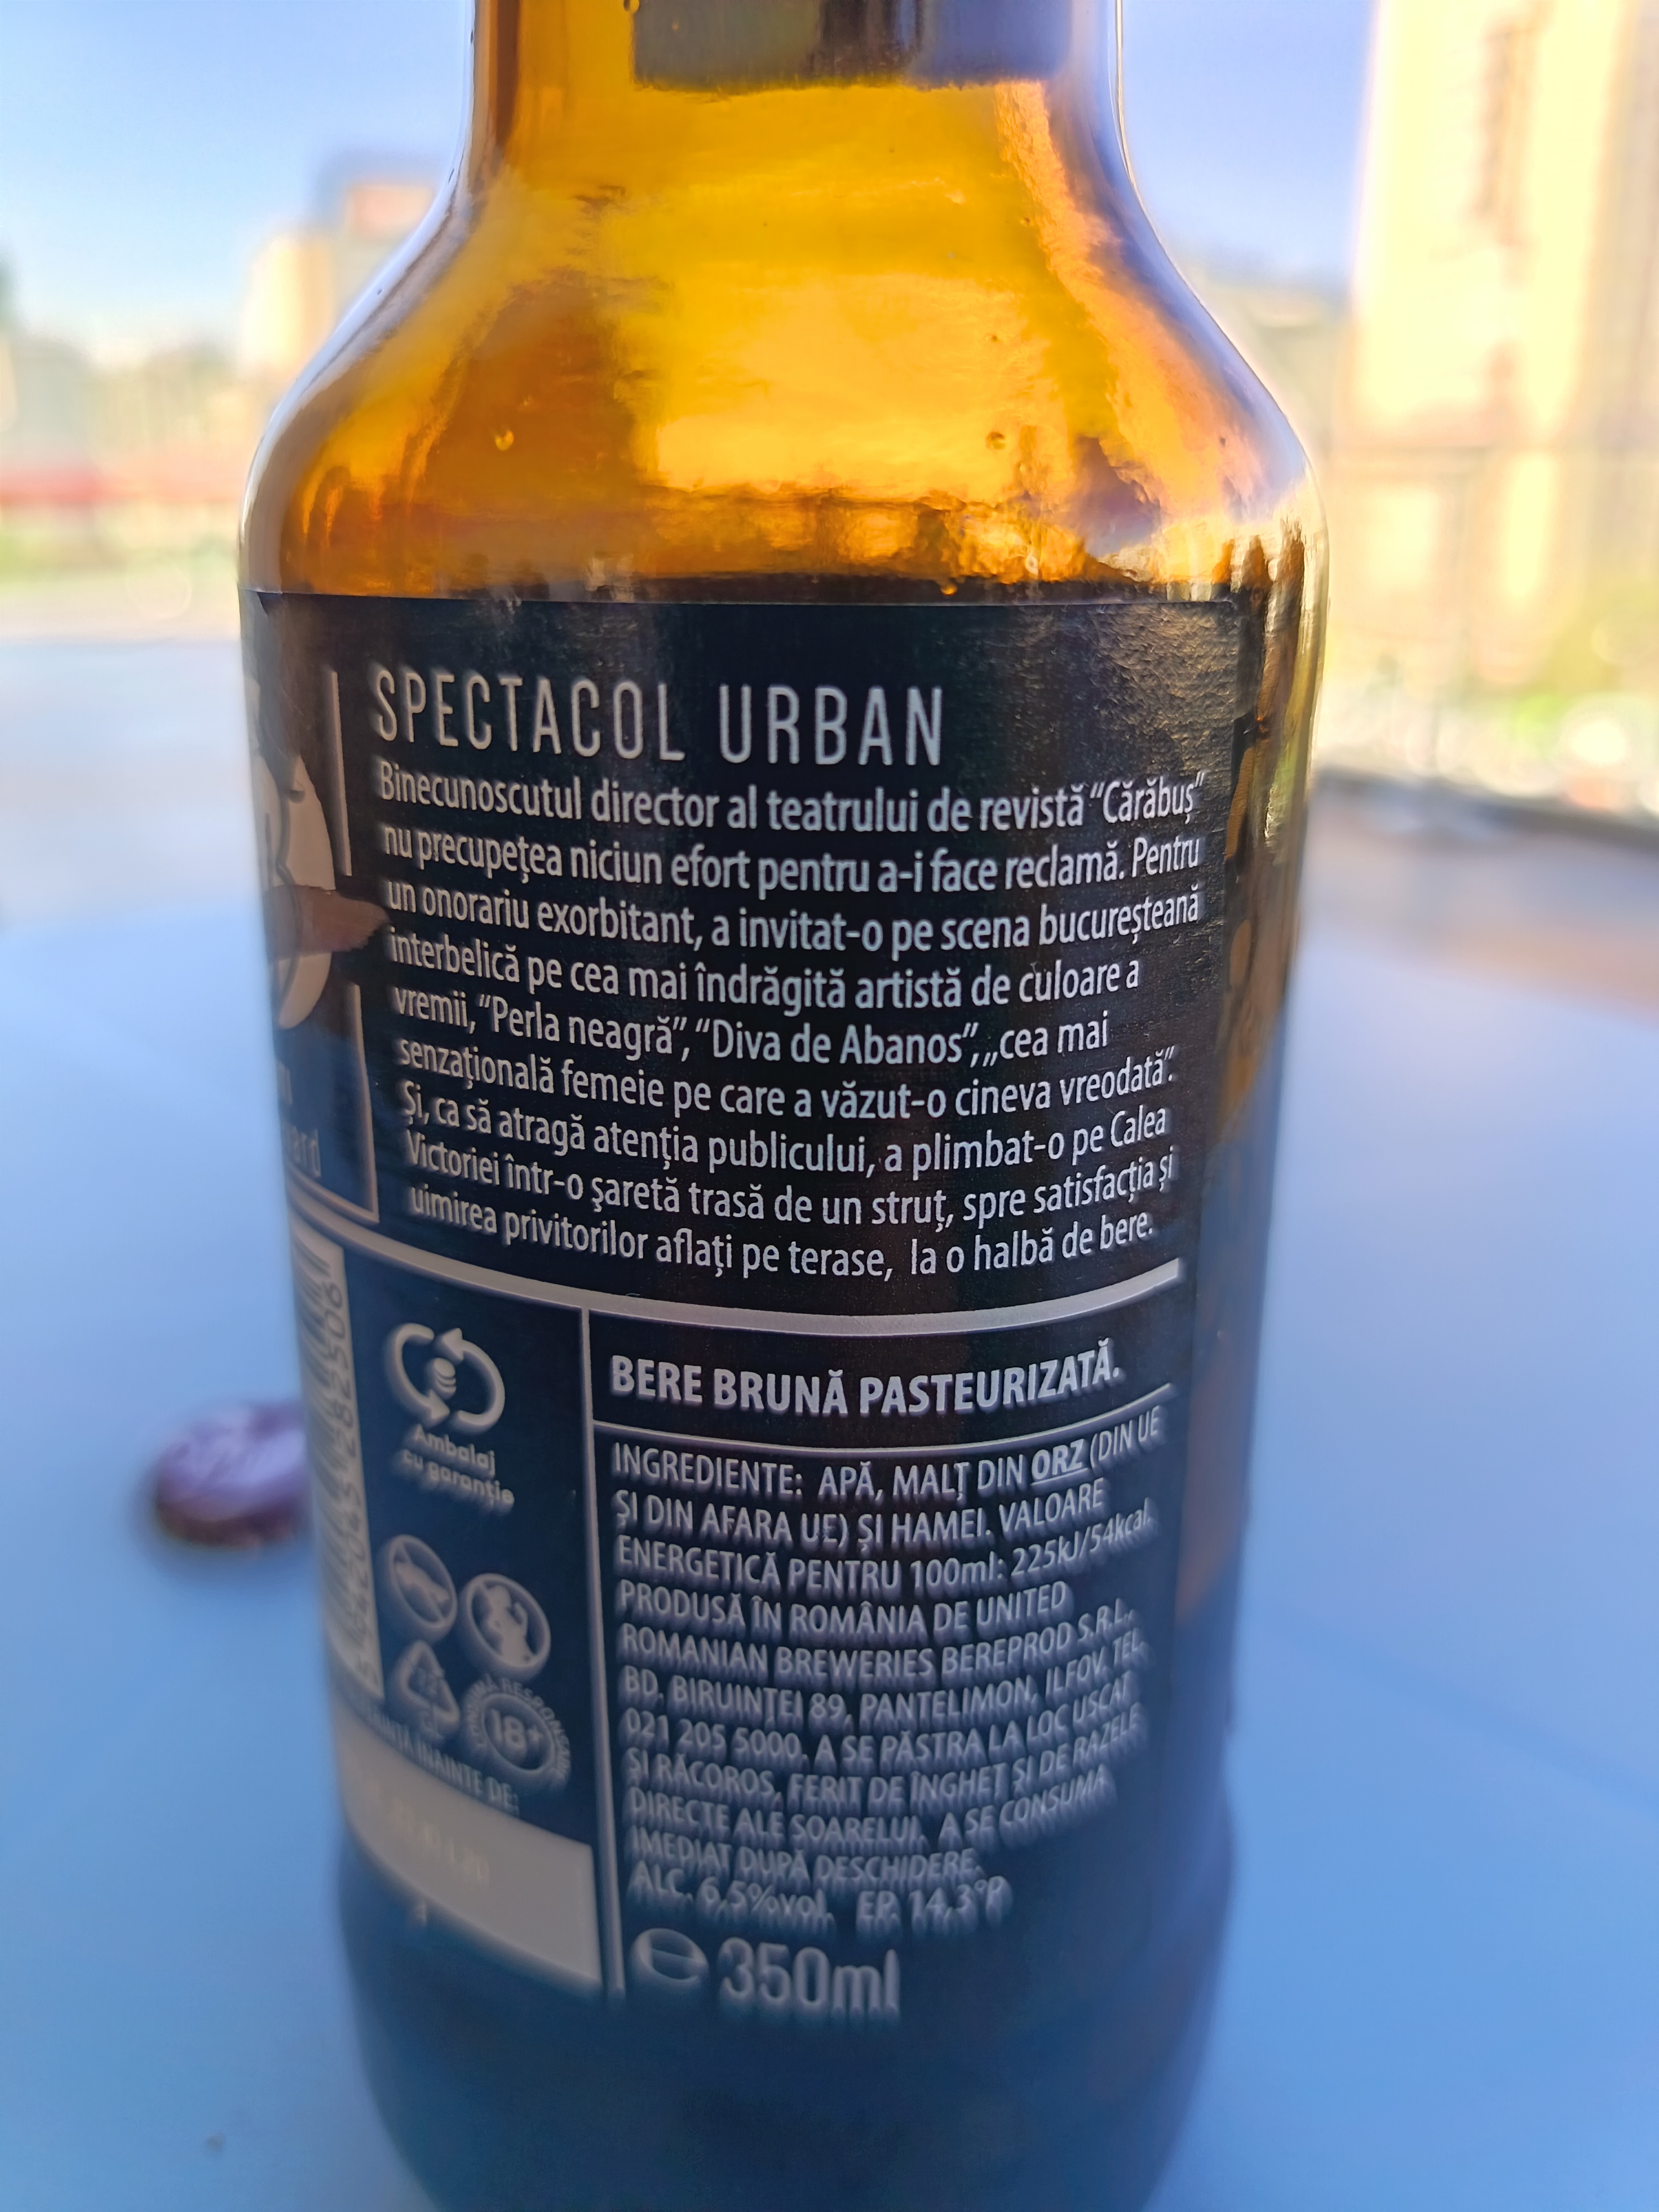 SPECTACOL URBAN
Binecunoscutul director al teatrului de revistă “Cărăbuș”
nu precupețea niciun efort pentru a-i face reclamă. Pentru
un onorariu exorbitant, a invitat-o pe scena bucureșteană
interbelică pe cea mai îndrăgită artistă de culoare a
vremii, “Perla neagră”, “Diva de Abanos”, „cea mai
senzațională femeie pe care a văzut-o cineva vreodată”.
Și, ca să atragă atenția publicului, a plimbat-o pe Calea
Victoriei într-o șaretă trasă de un struț, spre satisfacția și
uimirea privitorilor aflați pe terase, la o halbă de bere.
Ambalaj
cu garanție
18+
ÎNAINTE DE:
BERE BRUNĂ PASTEURIZATĂ.
INGREDIENTE: APĂ, MALȚ DIN ORZ (DIN UE
ȘI DIN AFARA UE) ȘI HAMEI. VALOARE
ENERGETICĂ PENTRU 100ml: 225kJ/54kcal.
PRODUSĂ ÎN ROMÂNIA DE UNITED
ROMANIAN BREWERIES BEREPROD S.R.L.,
BD. BIRUINȚEI 89, PANTELIMON, ILFOV, TEL.
021 205 5000. A SE PĂSTRA LA LOC USCAT
ȘI RĂCOROS, FERIT DE ÎNGHEȚ ȘI DE RAZELE
DIRECTE ALE SOARELUI. A SE CONSUMA
IMEDIAT DUPĂ DESCHIDERE.
ALC. 6,5%vol. EP. 14,3°P
℮ 350ml